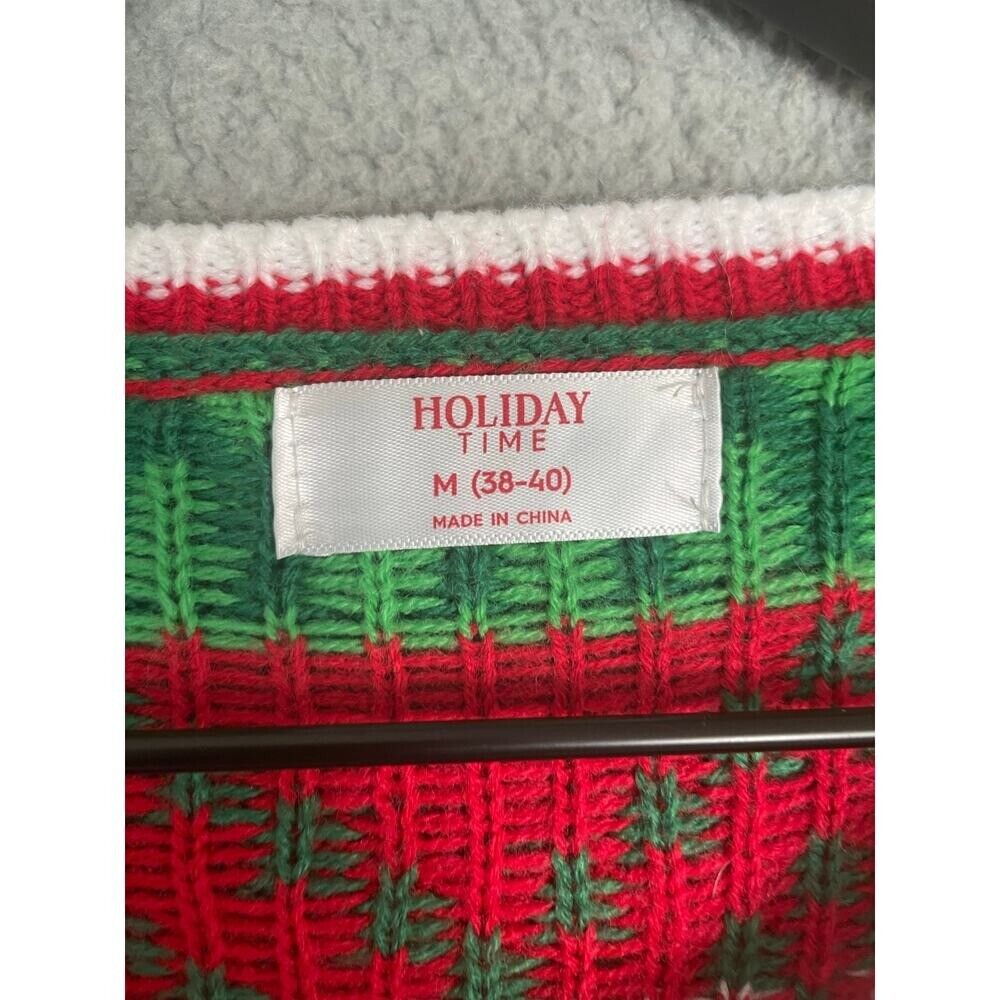 HOLIDAY
TIME
M (38-40)
MADE IN CHINA